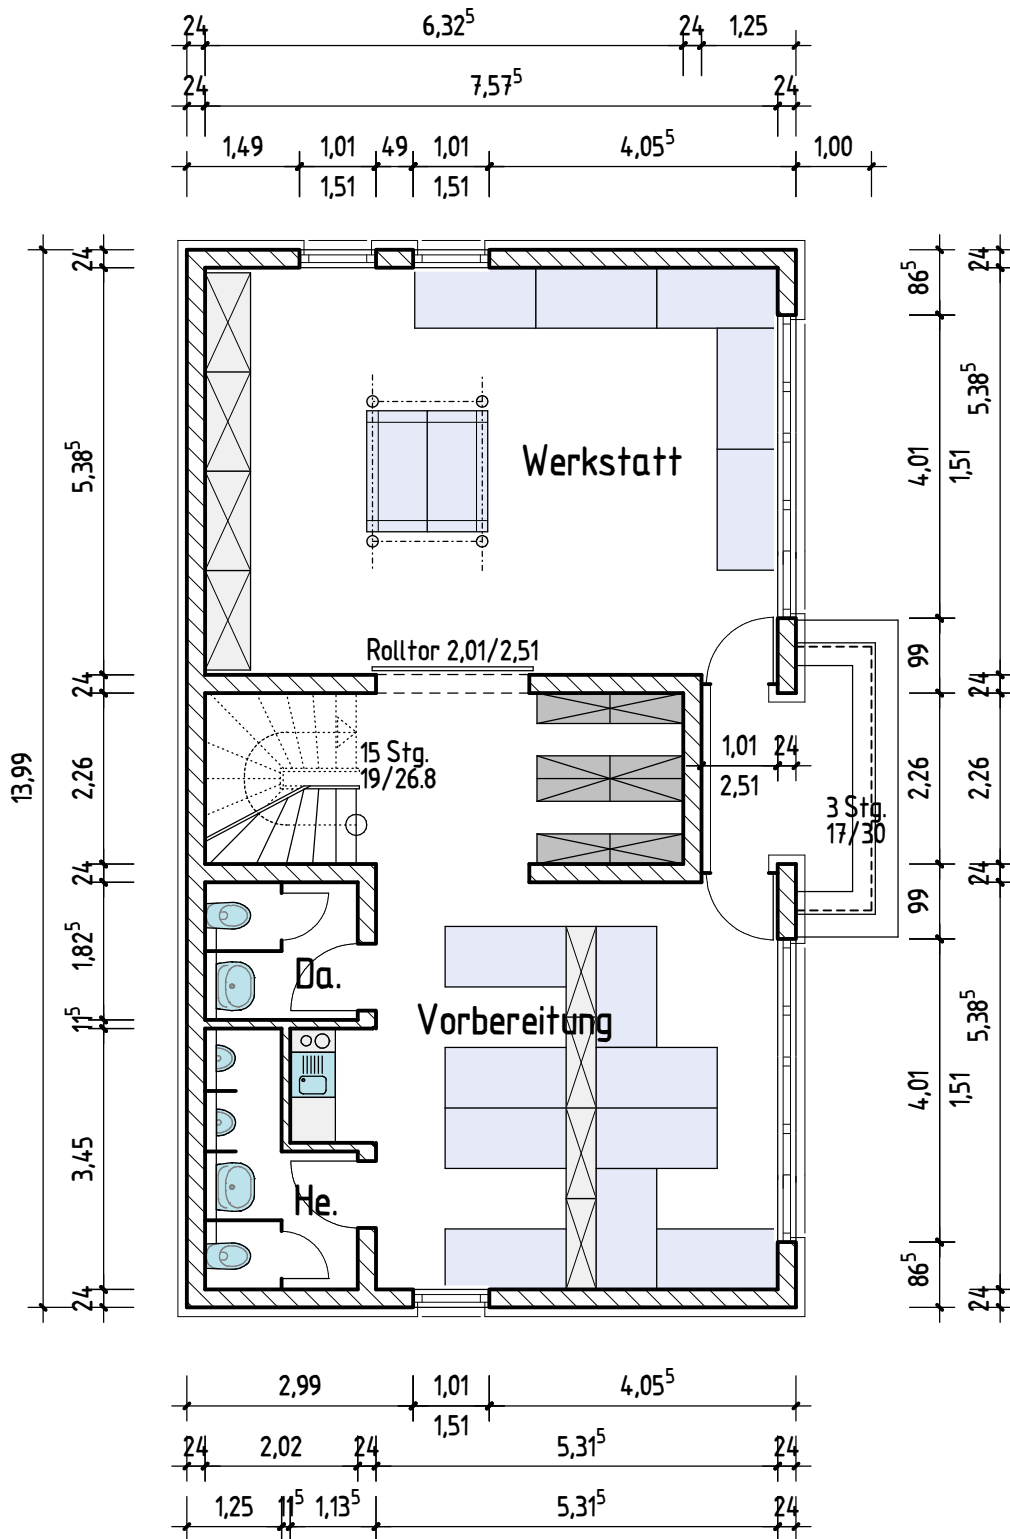 24 6,32⁵ 24 1,25
24 7,57⁵ 24
1,49 1,01 49 1,01 4,05⁵ 1,00
1,51 1,51
24 86⁵ 24
5,38⁵ Werkstatt 4,01 1,51 5,38⁵
Rolltor 2,01/2,51
24 99 24
13,99 2,26 15 Stg. 1,01 24 2,26 2,26
19/26.8 2,51
3 Stg.
17/30
24 99 24
1,82⁵ Da.
11⁵ Vorbereitung 5,38⁵
4,01 1,51
3,45 He.
24 86⁵ 24
2,99 1,01 4,05⁵
1,51
24 2,02 24 5,31⁵
1,25 11⁵ 1,13⁵ 5,31⁵ 24